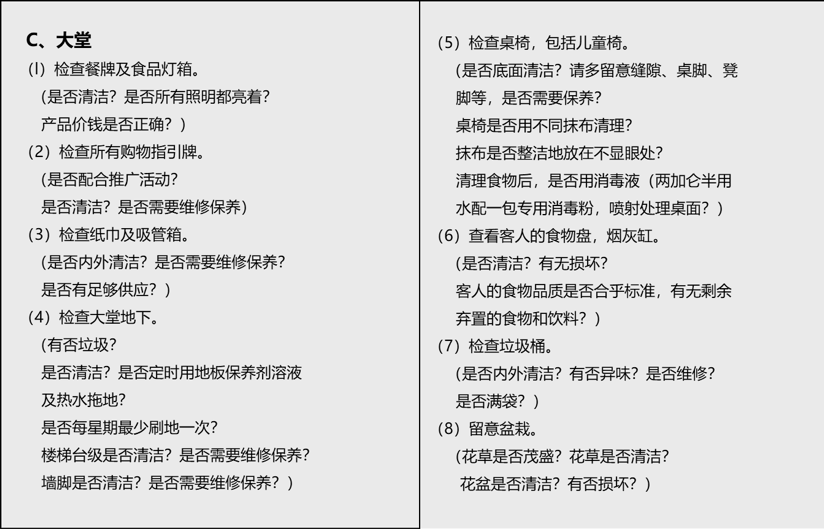 C、大堂
（l）检查餐牌及食品灯箱。
（是否清洁？是否所有照明都亮着？
产品价钱是否正确？）
（2）检查所有购物指引牌。
（是否配合推广活动？
是否清洁？是否需要维修保养）
（3）检查纸巾及吸管箱。
（是否内外清洁？是否需要维修保养？
是否有足够供应？）
（4）检查大堂地下。
（有否垃圾？
是否清洁？是否定时用地板保养剂溶液
及热水拖地？
是否每星期最少刷地一次？
楼梯台级是否清洁？是否需要维修保养？
墙脚是否清洁？是否需要维修保养？）
（5）检查桌椅，包括儿童椅。
（是否底面清洁？请多留意缝隙、桌脚、凳
脚等，是否需要保养？
桌椅是否用不同抹布清理？
抹布是否整洁地放在不显眼处？
清理食物后，是否用消毒液（两加仑半用
水配一包专用消毒粉，喷射处理桌面？）
（6）查看客人的食物盘，烟灰缸。
（是否清洁？有无损坏？
客人的食物品质是否合乎标准，有无剩余
弃置的食物和饮料？）
（7）检查垃圾桶。
（是否内外清洁？有否异味？是否维修？
是否满袋？）
（8）留意盆栽。
（花草是否茂盛？花草是否清洁？
花盆是否清洁？有否损坏？）